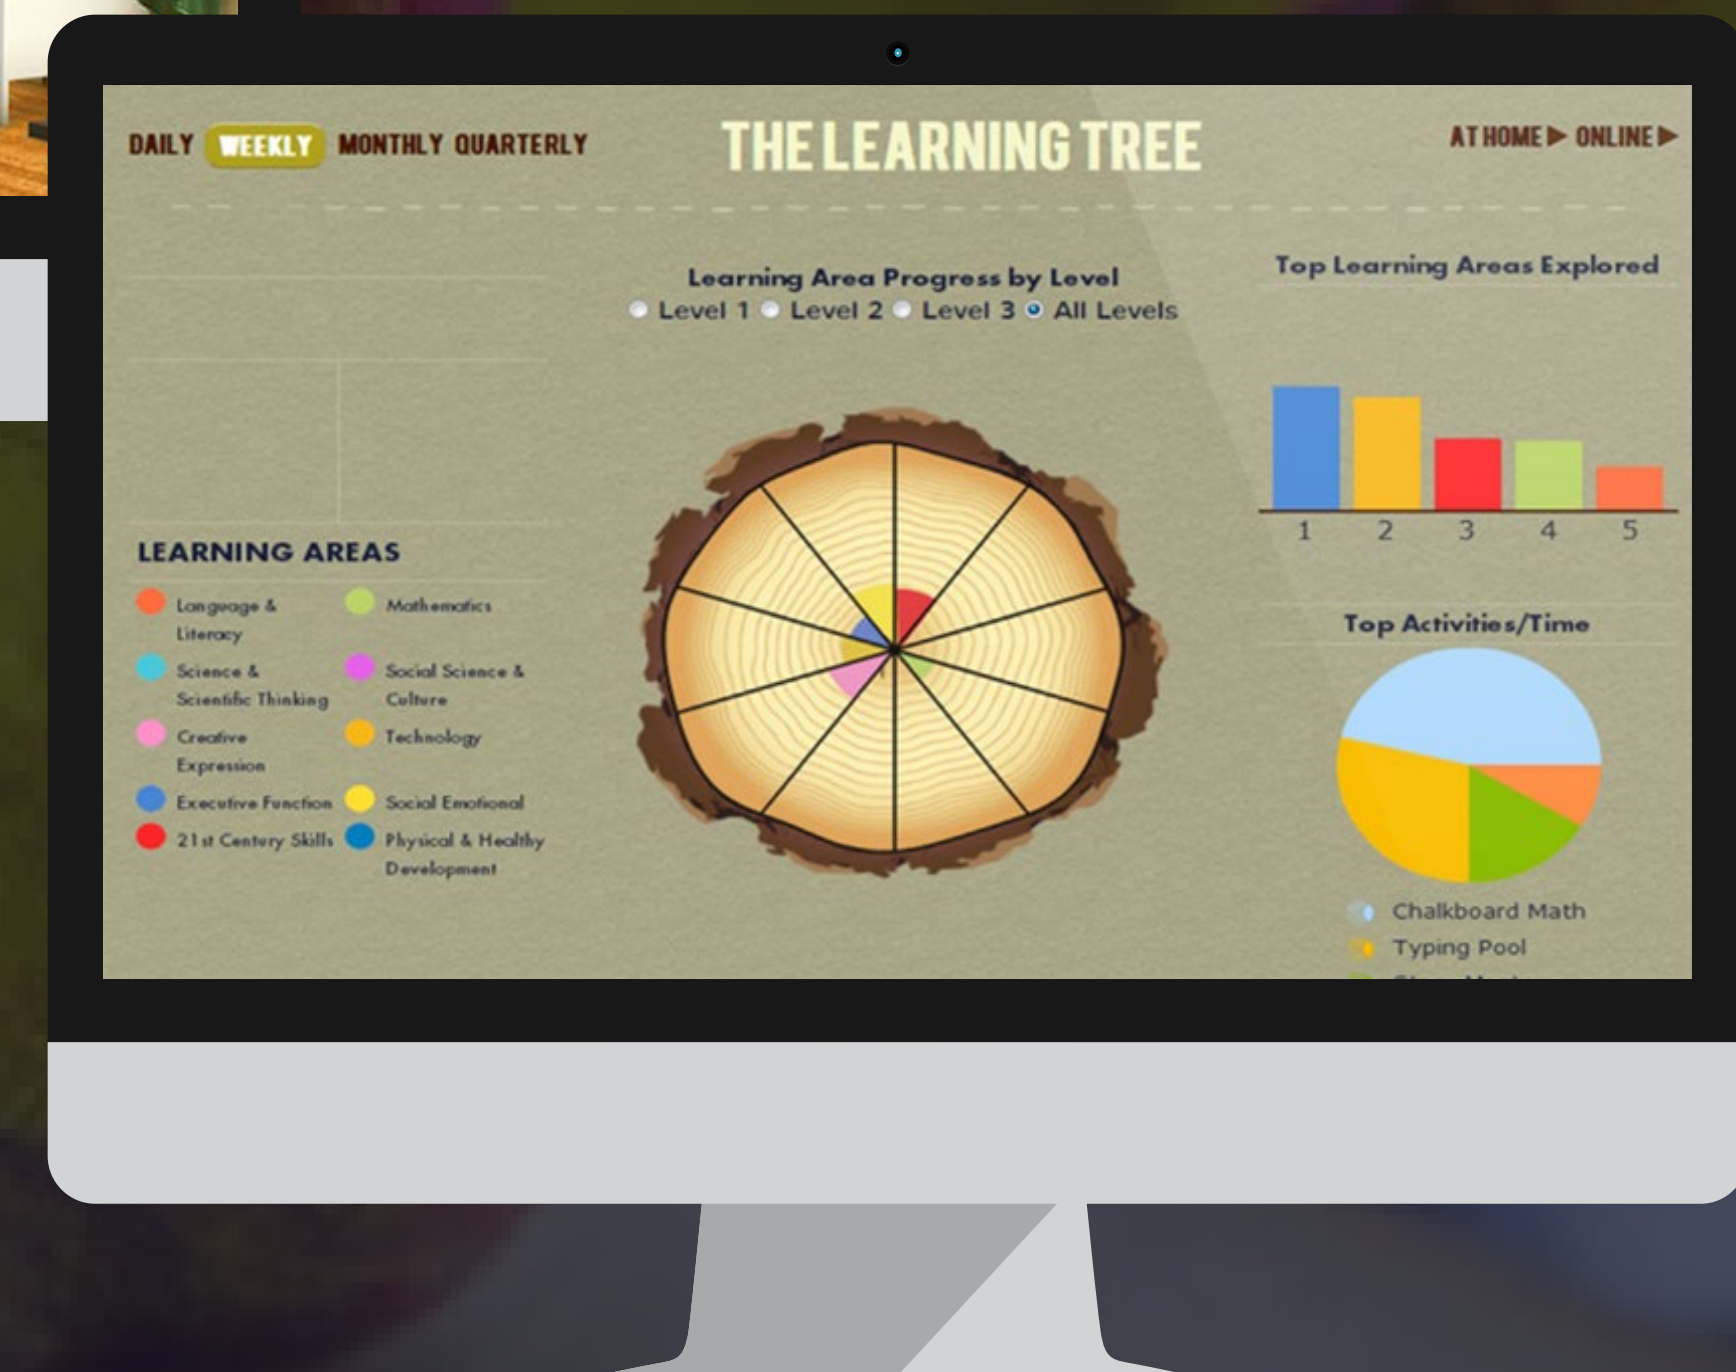 DAILY WEEKLY MONTHLY QUARTERLY
THE LEARNING TREE
AT HOME ONLINE
Learning Area Progress by Level
Level 1 Level 2 Level 3 All Levels
LEARNING AREAS
Language &
Literacy
Mathematics
Science &
Scientific Thinking
Social Science &
Culture
Creative
Expression
Technology
Executive Function
Social Emotional
21st Century Skills
Physical & Healthy
Development
Top Learning Areas Explored
1 2 3 4 5
Top Activities/Time
Chalkboard Math
Typing Pool